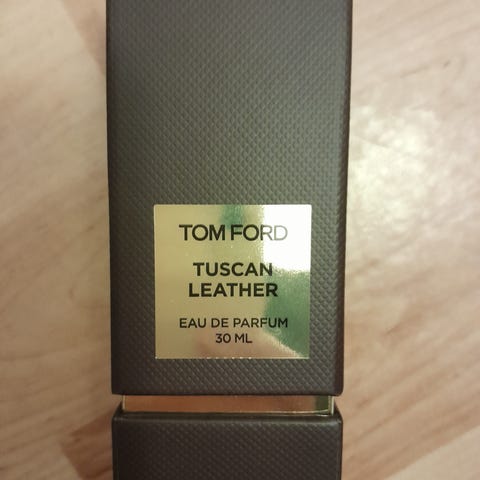 TOM FORD
TUSCAN
LEATHER
EAU DE PARFUM
30 ML